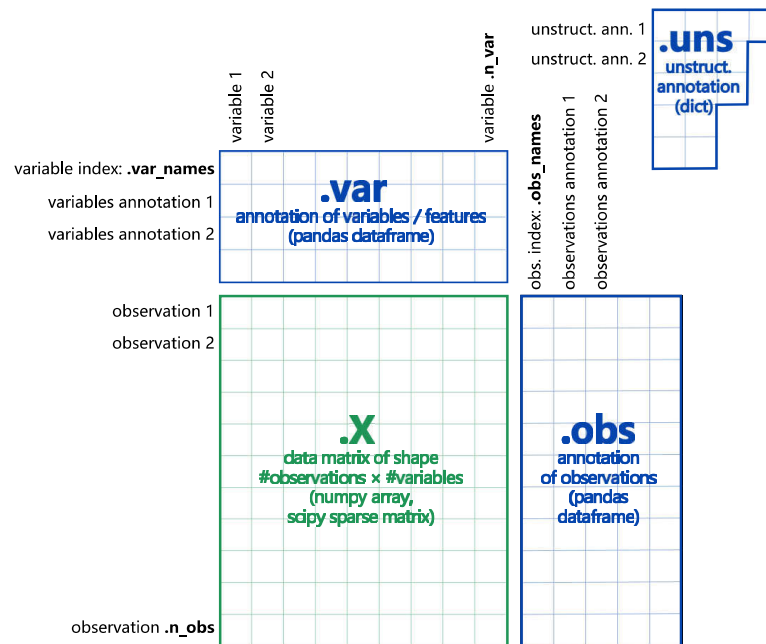 unstruct. ann. 1
unstruct. ann. 2
.uns
unstruct.
annotation
(dict)
variable 1
variable 2
variable .n_var
obs. index: .obs_names
observations annotation 1
observations annotation 2
variable index: .var_names
variables annotation 1
variables annotation 2
.var
annotation of variables / features
(pandas dataframe)
observation 1
observation 2
observation .n_obs
.X
data matrix of shape
#observations × #variables
(numpy array,
scipy sparse matrix)
.obs
annotation
of observations
(pandas
dataframe)